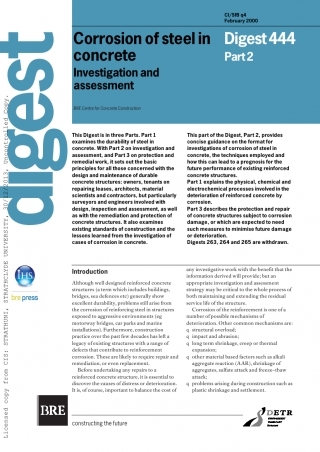 CI/SfB q4
February 2000
Corrosion of steel in
concrete
Investigation and
assessment
Digest 444
Part 2
BRE Centre for Concrete Construction
digest
Licensed copy from CIS: STRATHUNI, STRATHCLYDE UNIVERSITY, 10/12/2013, Uncontrolled Copy.
This Digest is in three Parts. Part 1
examines the durability of steel in
concrete. With Part 2 on investigation and
assessment, and Part 3 on protection and
remedial work, it sets out the basic
principles for all those concerned with the
design and maintenance of durable
concrete structures: owners, tenants on
repairing leases, architects, material
scientists and contractors, but particularly
surveyors and engineers involved with
design, inspection and assessment, as well
as with the remediation and protection of
concrete structures. It also examines
existing standards of construction and the
lessons learned from the investigation of
cases of corrosion in concrete.
This part of the Digest, Part 2, provides
concise guidance on the format for
investigations of corrosion of steel in
concrete, the techniques employed and
how this can lead to a prognosis for the
future performance of existing reinforced
concrete structures.
Part 1 explains the physical, chemical and
electrochemical processes involved in the
deterioration of reinforced concrete by
corrosion.
Part 3 describes the protection and repair
of concrete structures subject to corrosion
damage, or which are expected to need
such measures to minimise future damage
or deterioration.
Digests 263, 264 and 265 are withdrawn.
IHS
bre press
Introduction
Although well designed reinforced concrete
structures (a term which includes buildings,
bridges, sea defences etc) generally show
excellent durability, problems still arise from
the corrosion of reinforcing steel in structures
exposed to aggressive environments (eg
motorway bridges, car parks and marine
installations). Furthermore, construction
practice over the past few decades has left a
legacy of existing structures with a range of
defects that contribute to reinforcement
corrosion. These are likely to require repair and
remediation, or even replacement.
Before undertaking any repairs to a
reinforced-concrete structure, it is essential to
discover the causes of distress or deterioration.
It is, of course, important to balance the cost of
any investigative work with the benefit that the
information derived will provide; but an
appropriate investigation and assessment
strategy may be critical to the whole process of
both maintaining and extending the residual
service life of the structure.
Corrosion of the reinforcement is one of a
number of possible mechanisms of
deterioration. Other common mechanisms are:
q structural overload;
q impact and abrasion;
q long term shrinkage, creep or thermal
expansion;
q other material based factors such as alkali
aggregate reaction (AAR), shrinkage of
aggregates, sulfate attack and freeze–thaw
attack;
q problems arising during construction such as
plastic shrinkage and settlement.
BRE
constructing the future
DETR